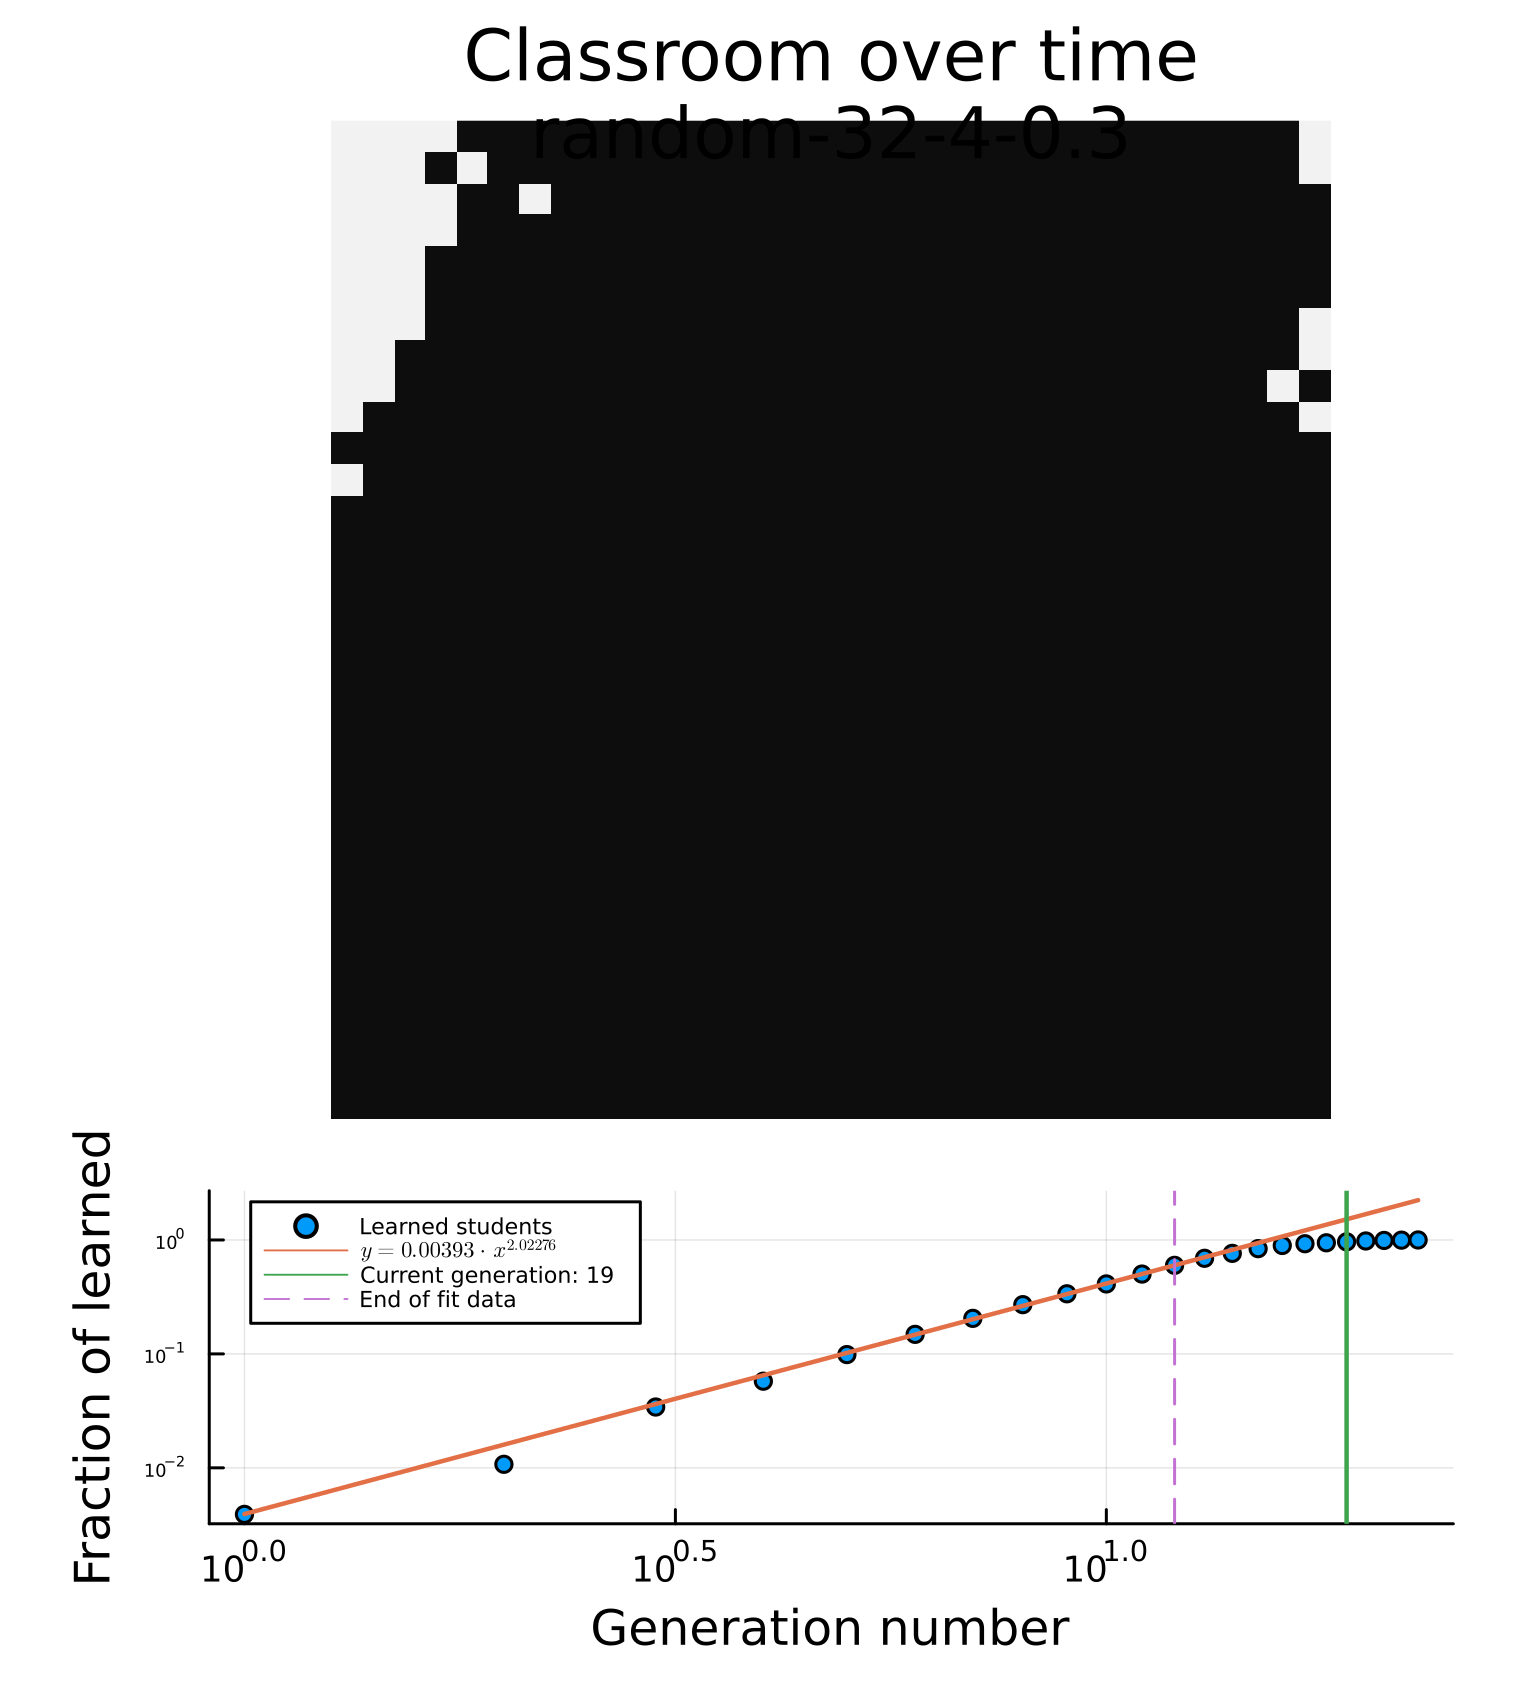 Classroom over time
random-32-4-0.3
Fraction of learned
10⁰
10⁻¹
10⁻²
Learned students
y = 0.00393 · x^{2.02276}
Current generation: 19
End of fit data
10^{0.0}
10^{0.5}
10^{1.0}
Generation number